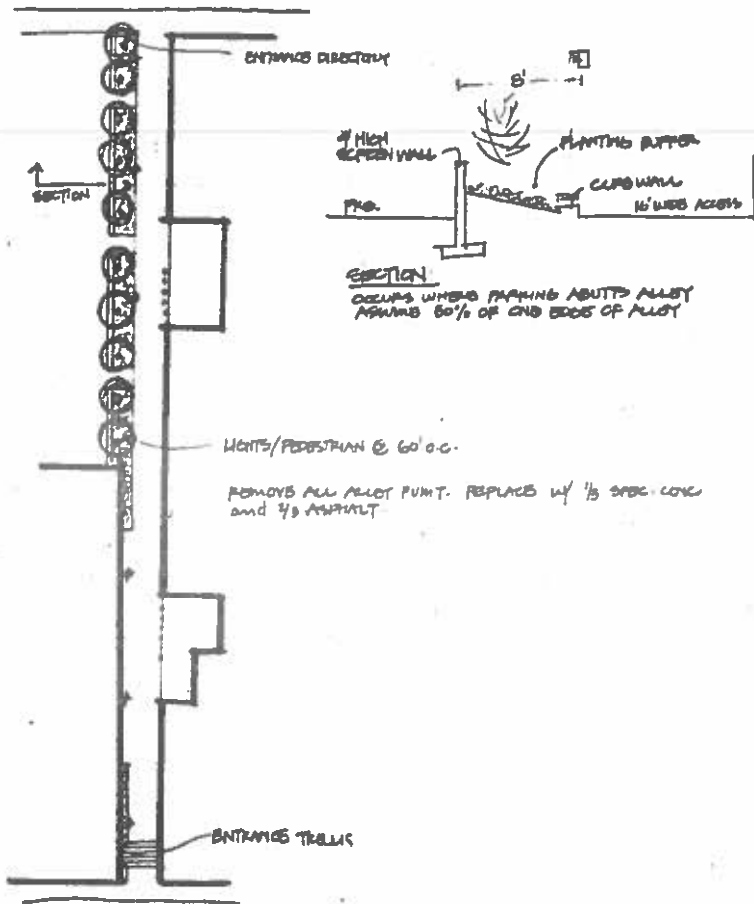 ENTRANCE DIRECTORY
8'
4' HIGH
SCREEN WALL
PLANTING BUFFER
CURB WALL
PKG.
16' WIDE ACCESS
SECTION
SECTION
OCCURS WHERE PARKING ABUTTS ALLEY
ASSUME 50% OF ONE EDGE OF ALLEY
LIGHTS/PEDESTRIAN @ 60' O.C.
REMOVE ALL ALLEY PVMT. REPLACE W/ 1/3 SPEC. CONC
and 2/3 ASPHALT
ENTRANCE TRELLIS